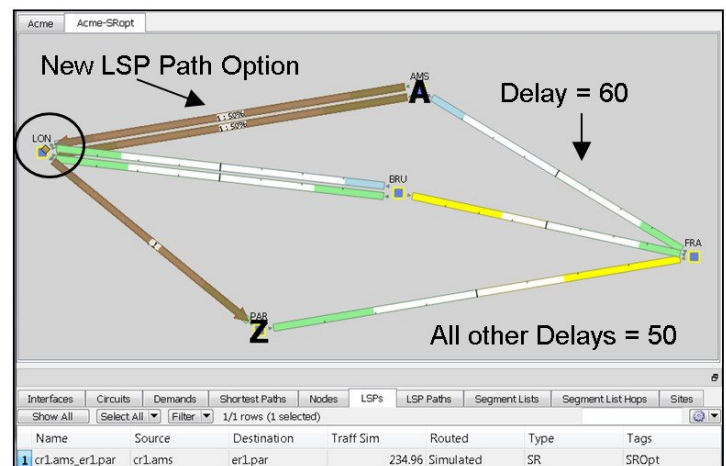 Acme Acme-SRopt
New LSP Path Option
AMS
A
Delay = 60
1 : 50%
1 : 50%
LON
BRU
FRA
PAR
Z
All other Delays = 50
Interfaces Circuits Demands Shortest Paths Nodes LSPs LSP Paths Segment Lists Segment List Hops Sites
Show All Select All Filter 1/1 rows (1 selected)
Name Source Destination Traff Sim Routed Type Tags
1 cr1.ams_er1.par cr1.ams er1.par 234.96 Simulated SR SROpt